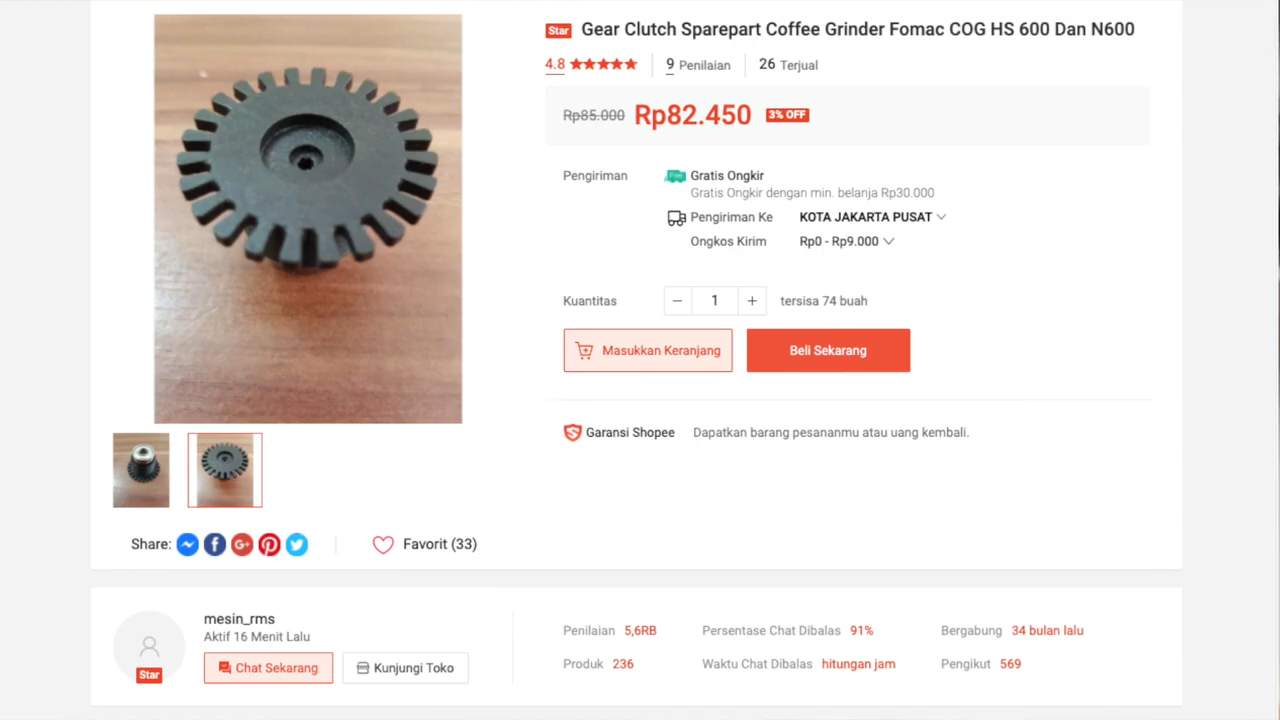 Star Gear Clutch Sparepart Coffee Grinder Fomac COG HS 600 Dan N600
4.8 9 Penilaian 26 Terjual
Rp85.000 Rp82.450 3% OFF
Pengiriman Gratis Ongkir
Gratis Ongkir dengan min. belanja Rp30.000
Pengiriman Ke KOTA JAKARTA PUSAT
Ongkos Kirim Rp0 - Rp9.000
Kuantitas − 1 + tersisa 74 buah
Masukkan Keranjang Beli Sekarang
Garansi Shopee Dapatkan barang pesananmu atau uang kembali.
Share: Favorit (33)
mesin_rms
Aktif 16 Menit Lalu
Star
Chat Sekarang Kunjungi Toko
Penilaian 5,6RB Persentase Chat Dibalas 91% Bergabung 34 bulan lalu
Produk 236 Waktu Chat Dibalas hitungan jam Pengikut 569